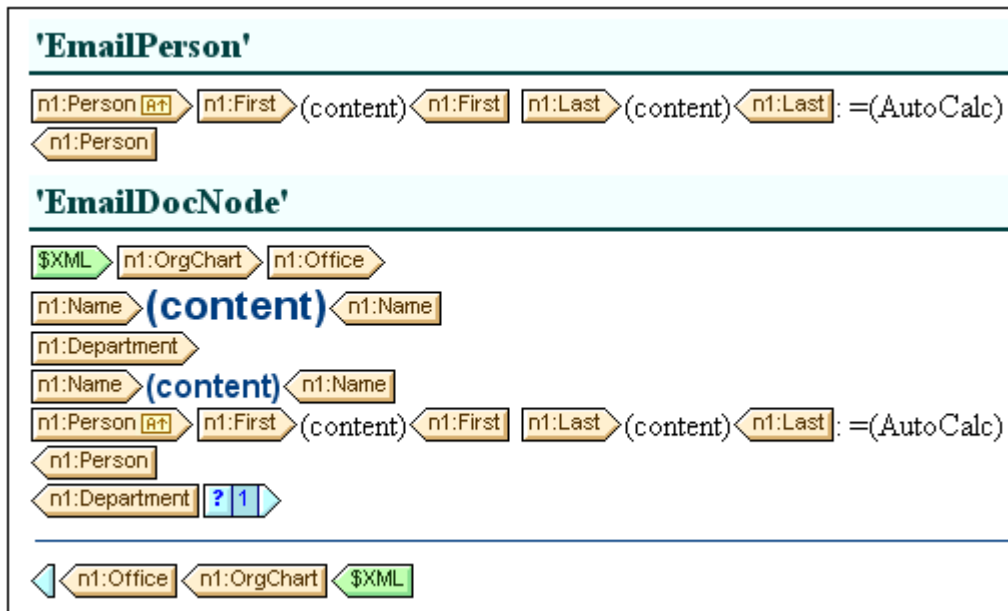 'EmailPerson'
n1:Person A↑ n1:First (content) n1:First n1:Last (content) n1:Last : =(AutoCalc)
n1:Person
'EmailDocNode'
$XML n1:OrgChart n1:Office
n1:Name (content) n1:Name
n1:Department
n1:Name (content) n1:Name
n1:Person A↑ n1:First (content) n1:First n1:Last (content) n1:Last : =(AutoCalc)
n1:Person
n1:Department ? 1
n1:Office n1:OrgChart $XML